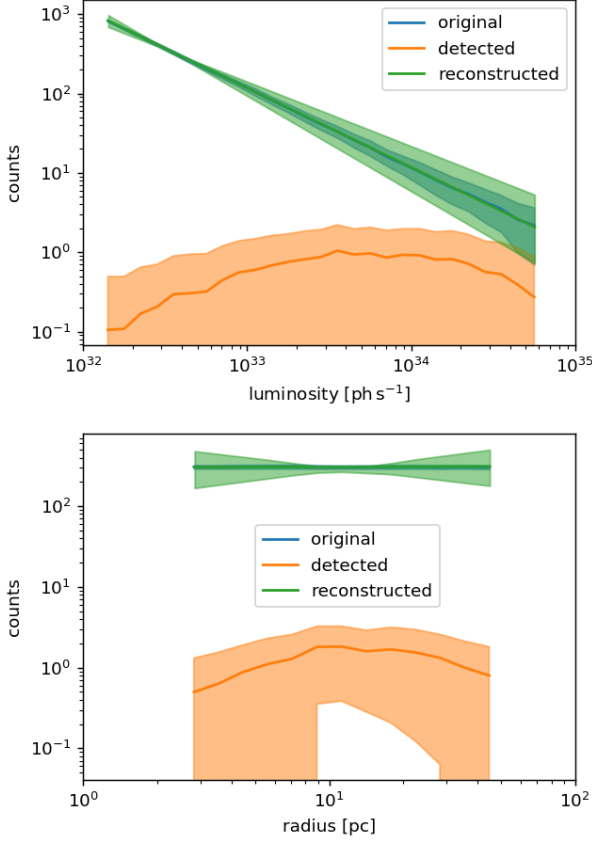 10³
original
detected
reconstructed
10²
counts
10¹
10⁰
10⁻¹
10³² 10³³ 10³⁴ 10³⁵
luminosity [ph s⁻¹]
10²
original
detected
reconstructed
counts
10¹
10⁰
10⁻¹
10⁰ 10¹ 10²
radius [pc]